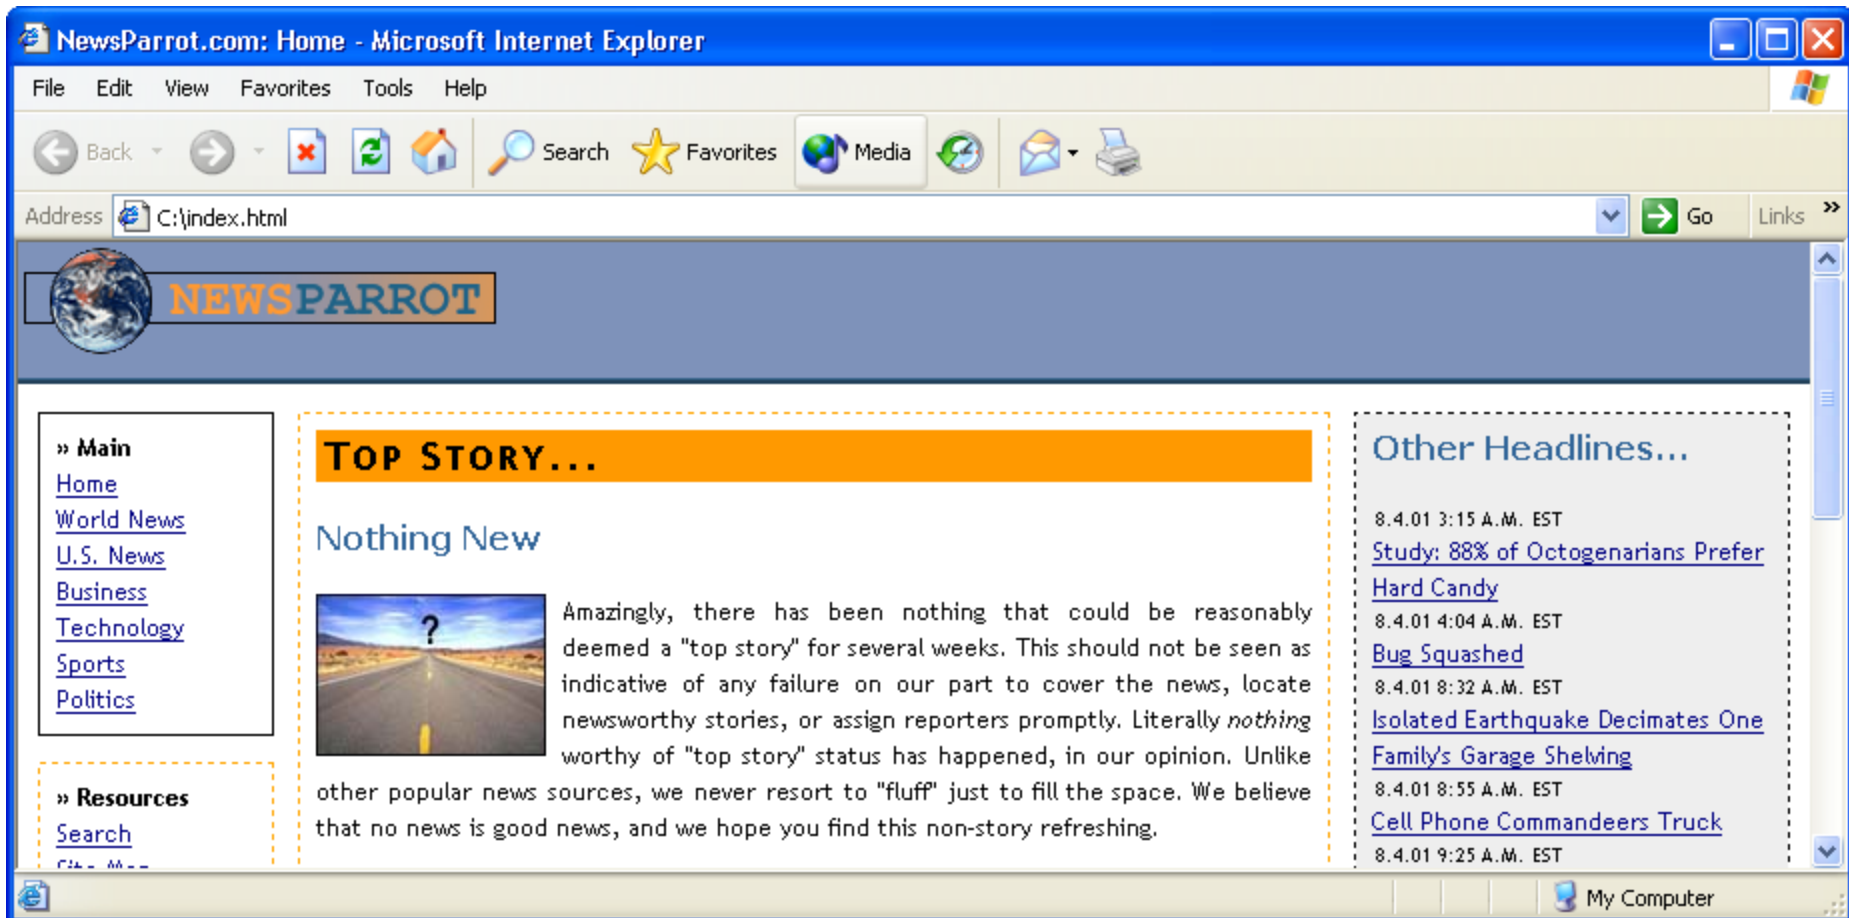 NewsParrot.com: Home - Microsoft Internet Explorer
File Edit View Favorites Tools Help
Back Search Favorites Media
Address C:\index.html Go Links »
NEWSPARROT
» Main
Home
World News
U.S. News
Business
Technology
Sports
Politics
» Resources
Search
Site Map
TOP STORY...
Nothing New
?
Amazingly, there has been nothing that could be reasonably
deemed a "top story" for several weeks. This should not be seen as
indicative of any failure on our part to cover the news, locate
newsworthy stories, or assign reporters promptly. Literally nothing
worthy of "top story" status has happened, in our opinion. Unlike
other popular news sources, we never resort to "fluff" just to fill the space. We believe
that no news is good news, and we hope you find this non-story refreshing.
Other Headlines...
8.4.01 3:15 A.M. EST
Study: 88% of Octogenarians Prefer
Hard Candy
8.4.01 4:04 A.M. EST
Bug Squashed
8.4.01 8:32 A.M. EST
Isolated Earthquake Decimates One
Family's Garage Shelving
8.4.01 8:55 A.M. EST
Cell Phone Commandeers Truck
8.4.01 9:25 A.M. EST
My Computer